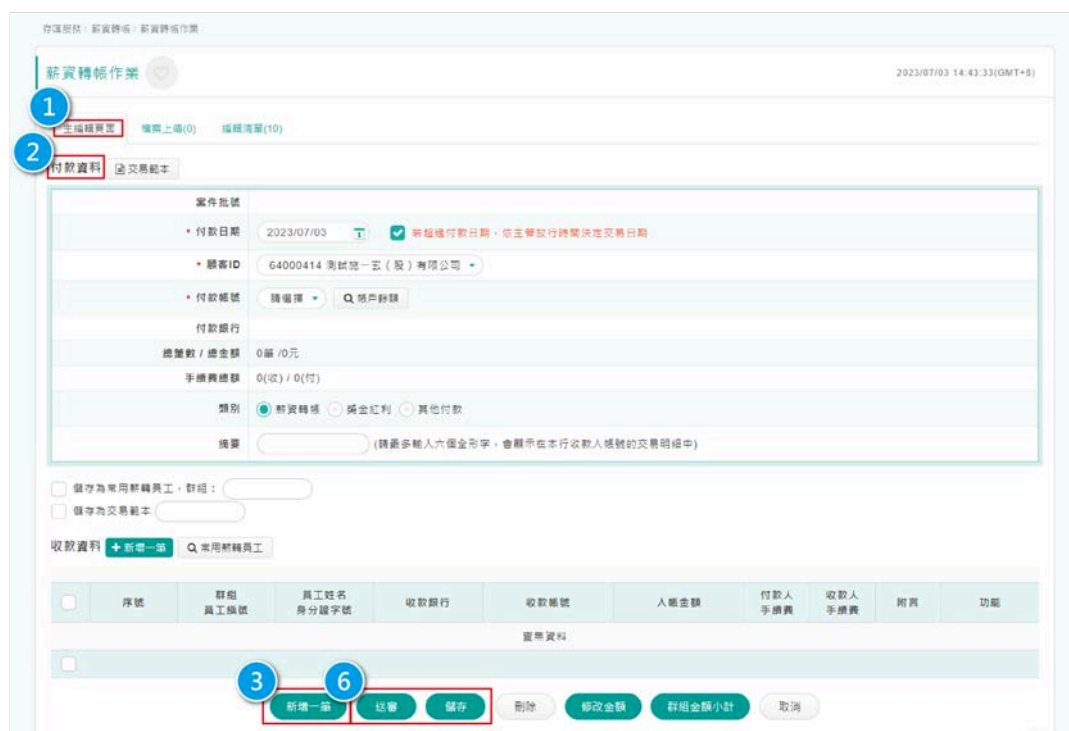 存匯服務 › 薪資轉帳 › 薪資轉帳作業
薪資轉帳作業
2023/07/03 14:43:33(GMT+8)
1
主編輯頁面 檔案上傳(0) 編輯清單(10)
2
付款資料 交易範本
案件批號
* 付款日期 2023/07/03 若超過付款日期，依主管放行時間決定交易日期
* 顧客ID 64000414 測試統一玄（股）有限公司
* 付款帳號 請選擇 帳戶餘額
付款銀行
總筆數 / 總金額 0筆 /0元
手續費總額 0(收) / 0(付)
類別 薪資轉帳 獎金紅利 其他付款
摘要 (請最多輸入六個全形字，會顯示在本行收款人帳號的交易明細中)
儲存為常用薪轉員工，群組：
儲存為交易範本
收款資料 +新增一筆 常用薪轉員工
序號 群組 員工編號 員工姓名 身分證字號 收款銀行 收款帳號 入帳金額 付款人 手續費 收款人 手續費 附言 功能
查無資料
3 6
新增一筆 送審 儲存 刪除 修改金額 群組金額小計 取消